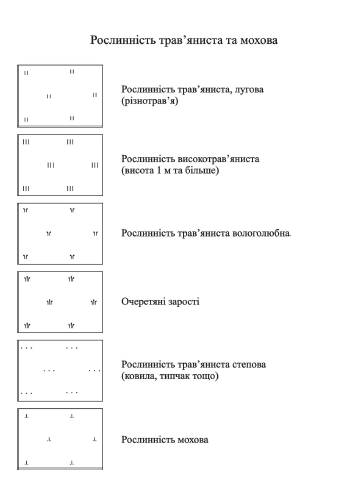 Рослинність трав’яниста та мохова
Рослинність трав’яниста, лугова
(різнотрав’я)
Рослинність високотрав’яниста
(висота 1 м та більше)
Рослинність трав’яниста вологолюбна
Очеретяні зарості
Рослинність трав’яниста степова
(ковила, типчак тощо)
Рослинність мохова